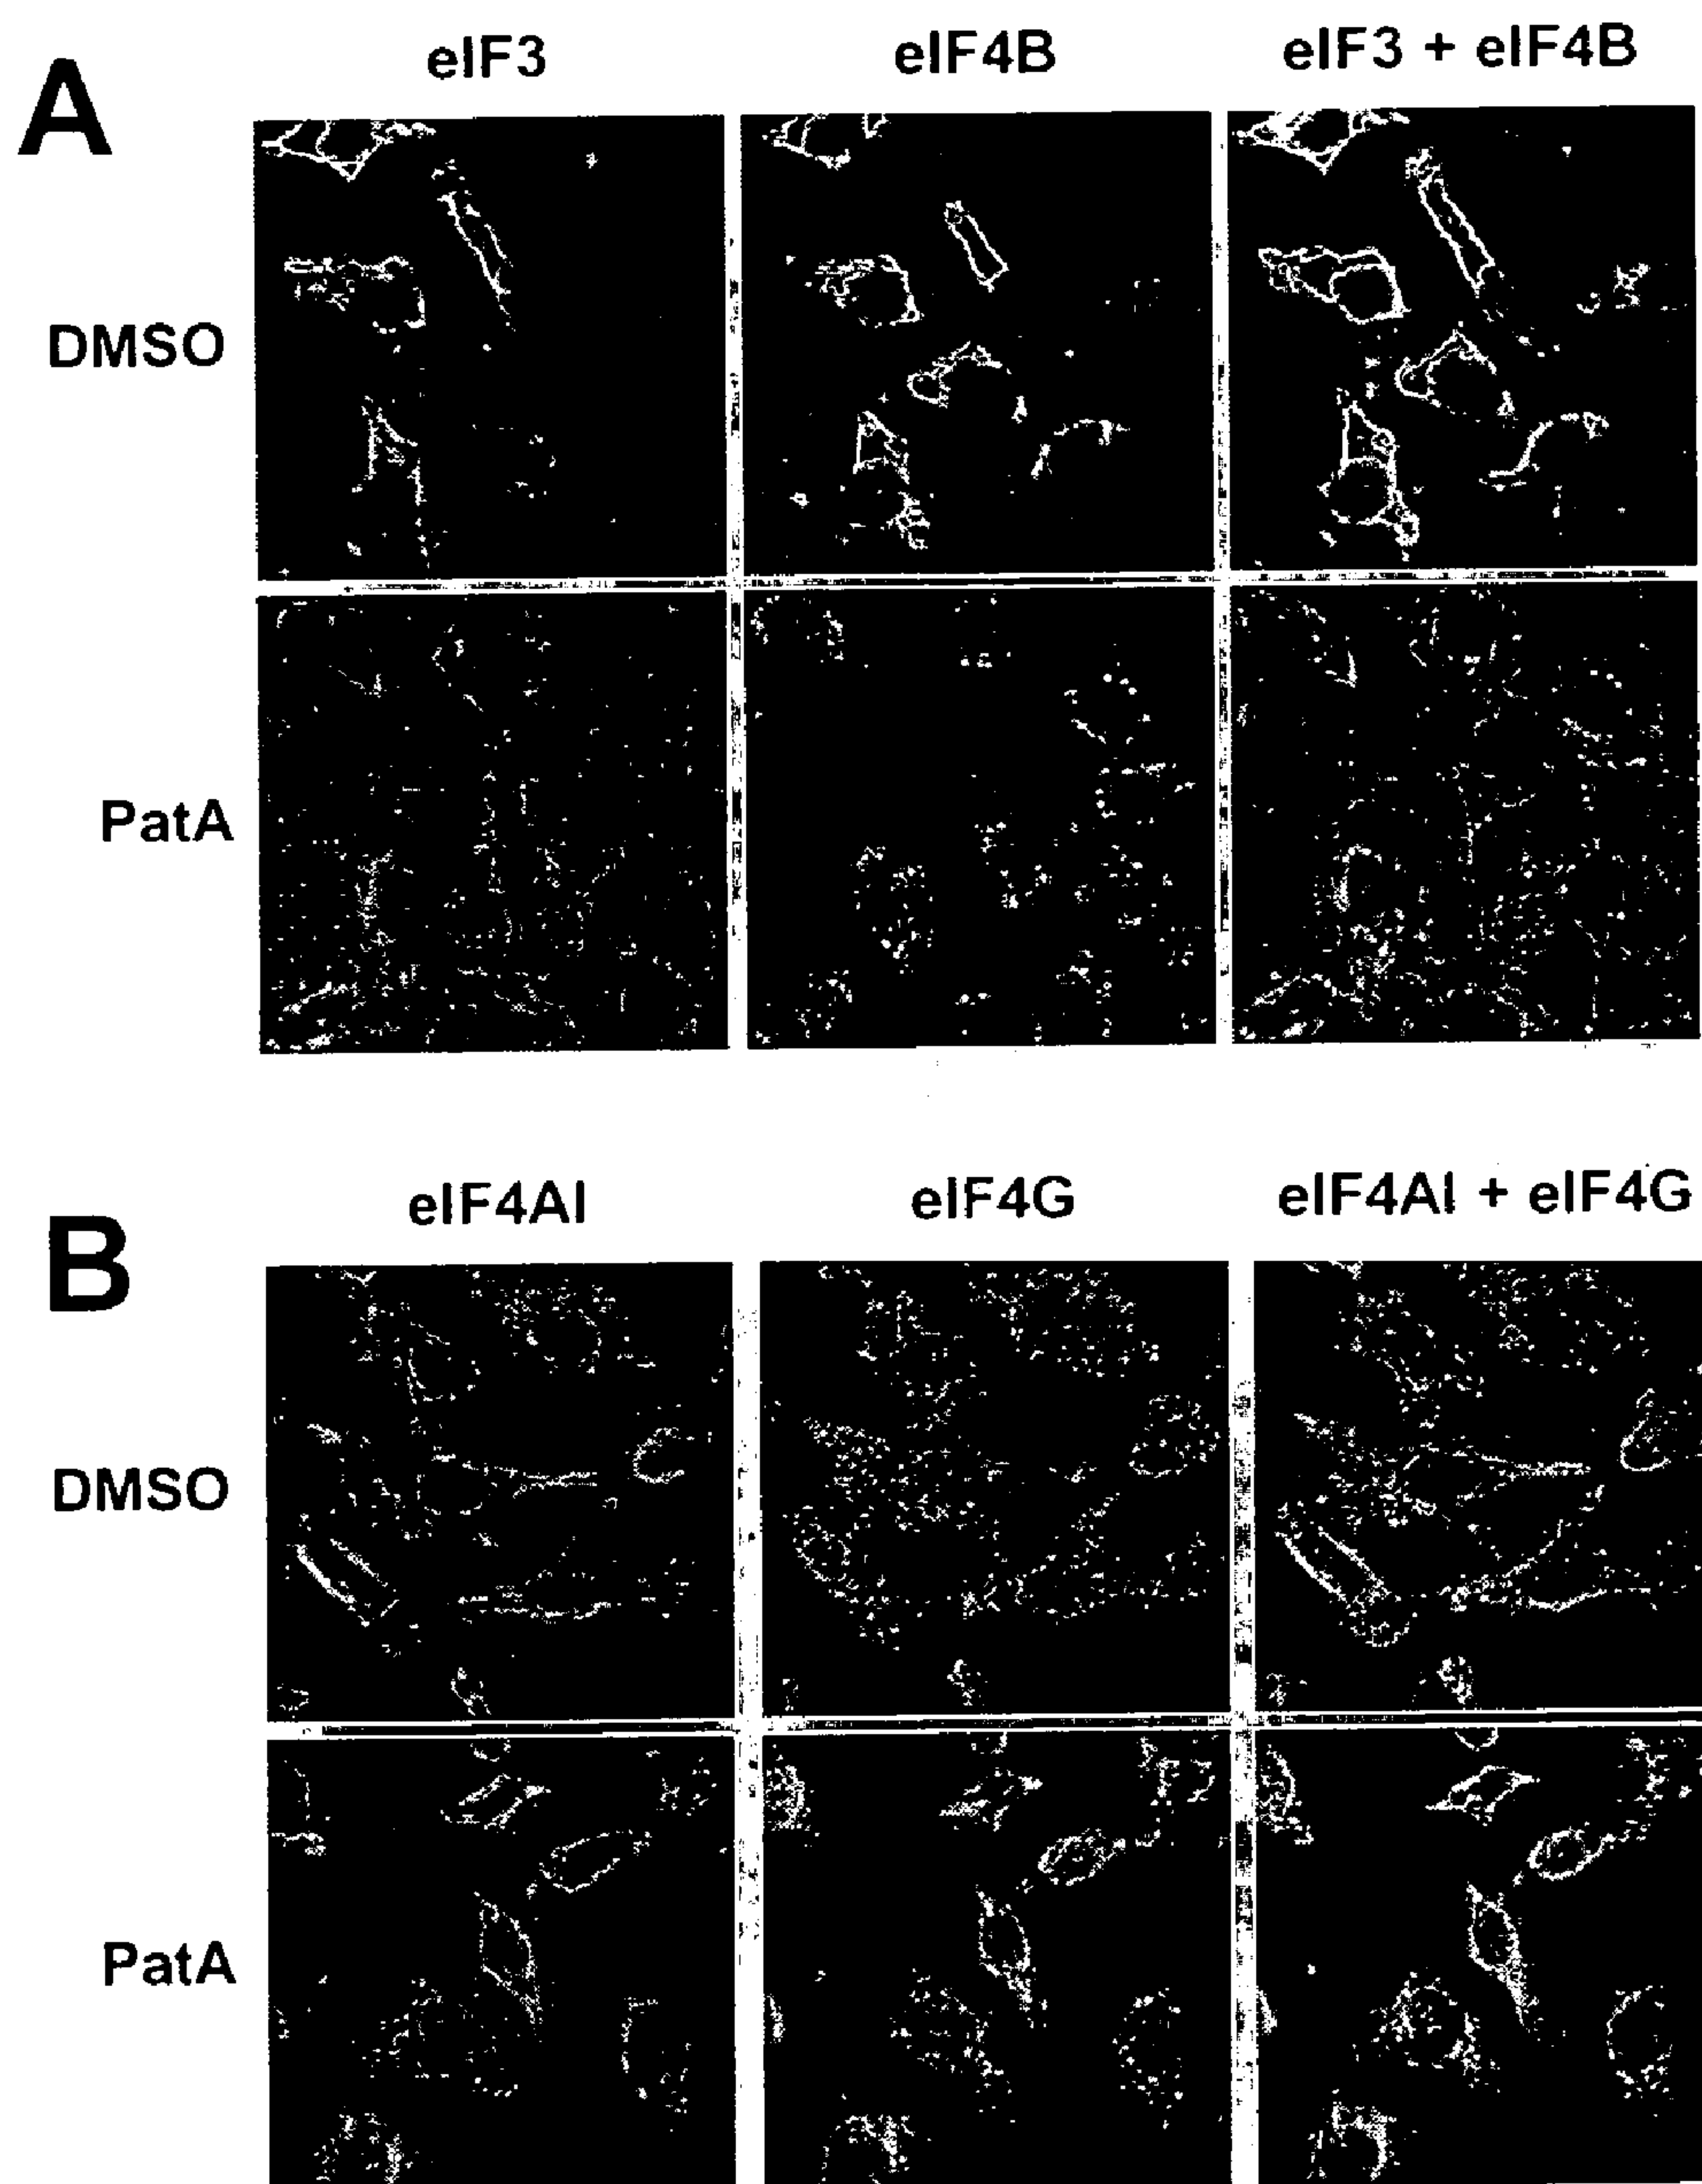 A
eIF3
eIF4B
eIF3 + eIF4B
DMSO
PatA
B
eIF4AI
eIF4G
eIF4AI + eIF4G
DMSO
PatA